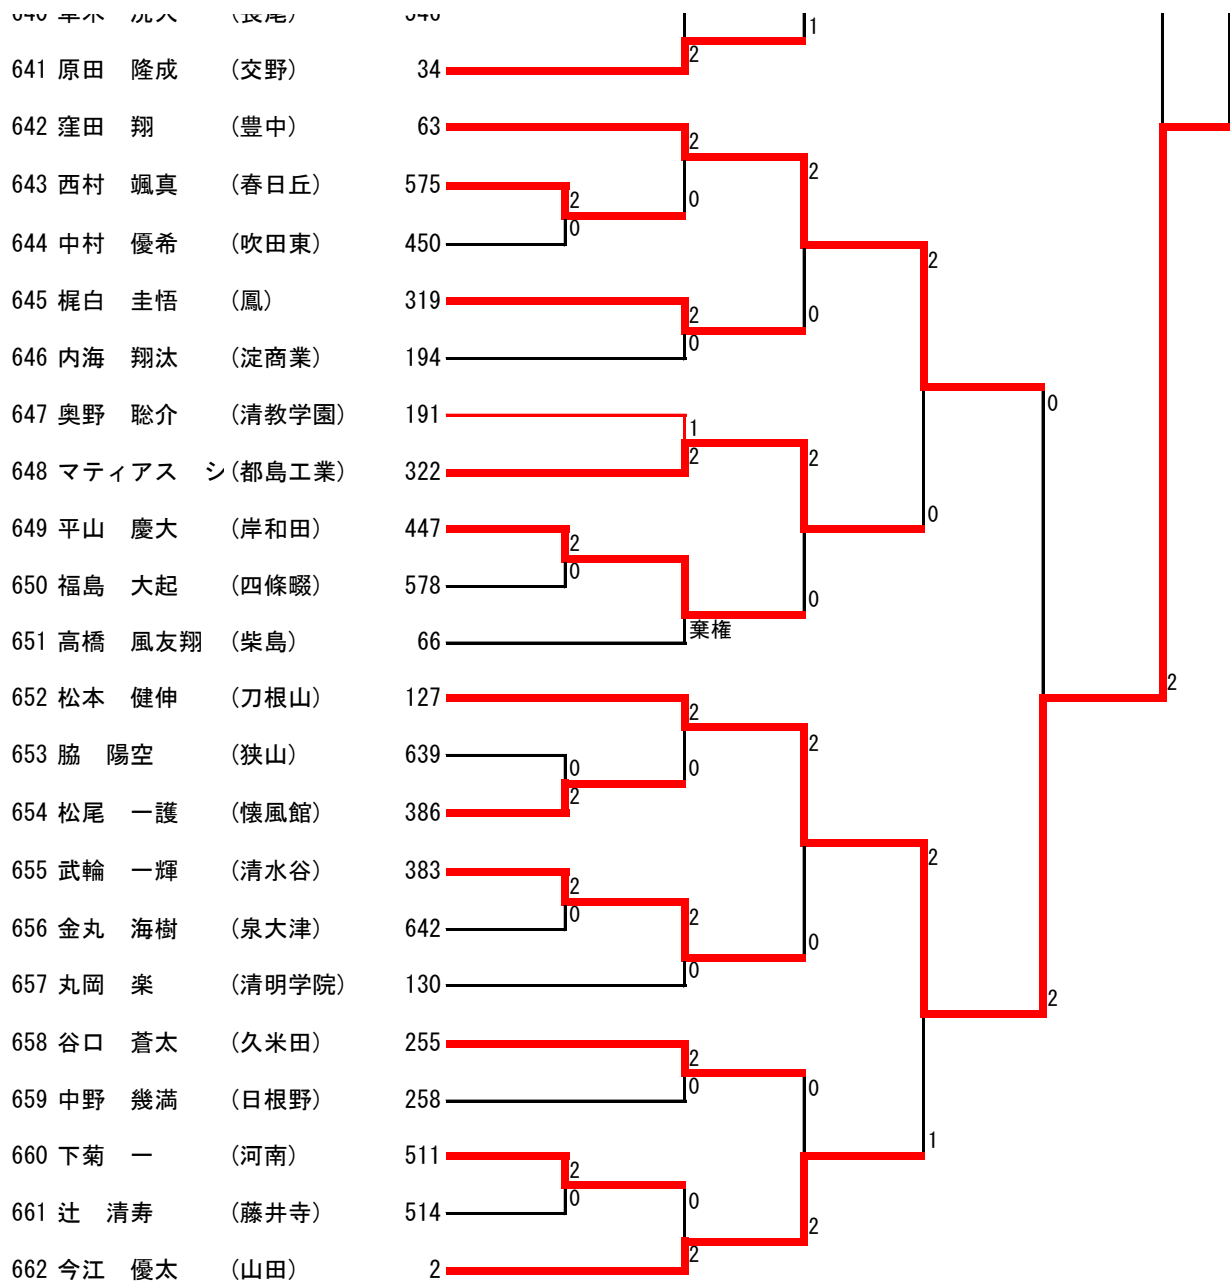 1
2
641 原田 隆成 (交野) 34
642 窪田 翔 (豊中) 63
2
2
643 西村 颯真 (春日丘) 575
2
0
0
644 中村 優希 (吹田東) 450
2
645 梶白 圭悟 (鳳) 319
2
0
0
646 内海 翔汰 (淀商業) 194
0
647 奥野 聡介 (清教学園) 191
1
2
2
648 マティアス シ(都島工業) 322
0
649 平山 慶大 (岸和田) 447
2
0
650 福島 大起 (四條畷) 578
0
棄権
651 高橋 風友翔 (柴島) 66
2
652 松本 健伸 (刀根山) 127
2
2
653 脇 陽空 (狭山) 639
0
0
2
654 松尾 一護 (懐風館) 386
2
655 武輪 一輝 (清水谷) 383
2
0
2
656 金丸 海樹 (泉大津) 642
0
0
657 丸岡 楽 (清明学院) 130
2
658 谷口 蒼太 (久米田) 255
2
0
0
659 中野 幾満 (日根野) 258
1
660 下菊 一 (河南) 511
2
0
0
661 辻 清寿 (藤井寺) 514
2
2
662 今江 優太 (山田) 2